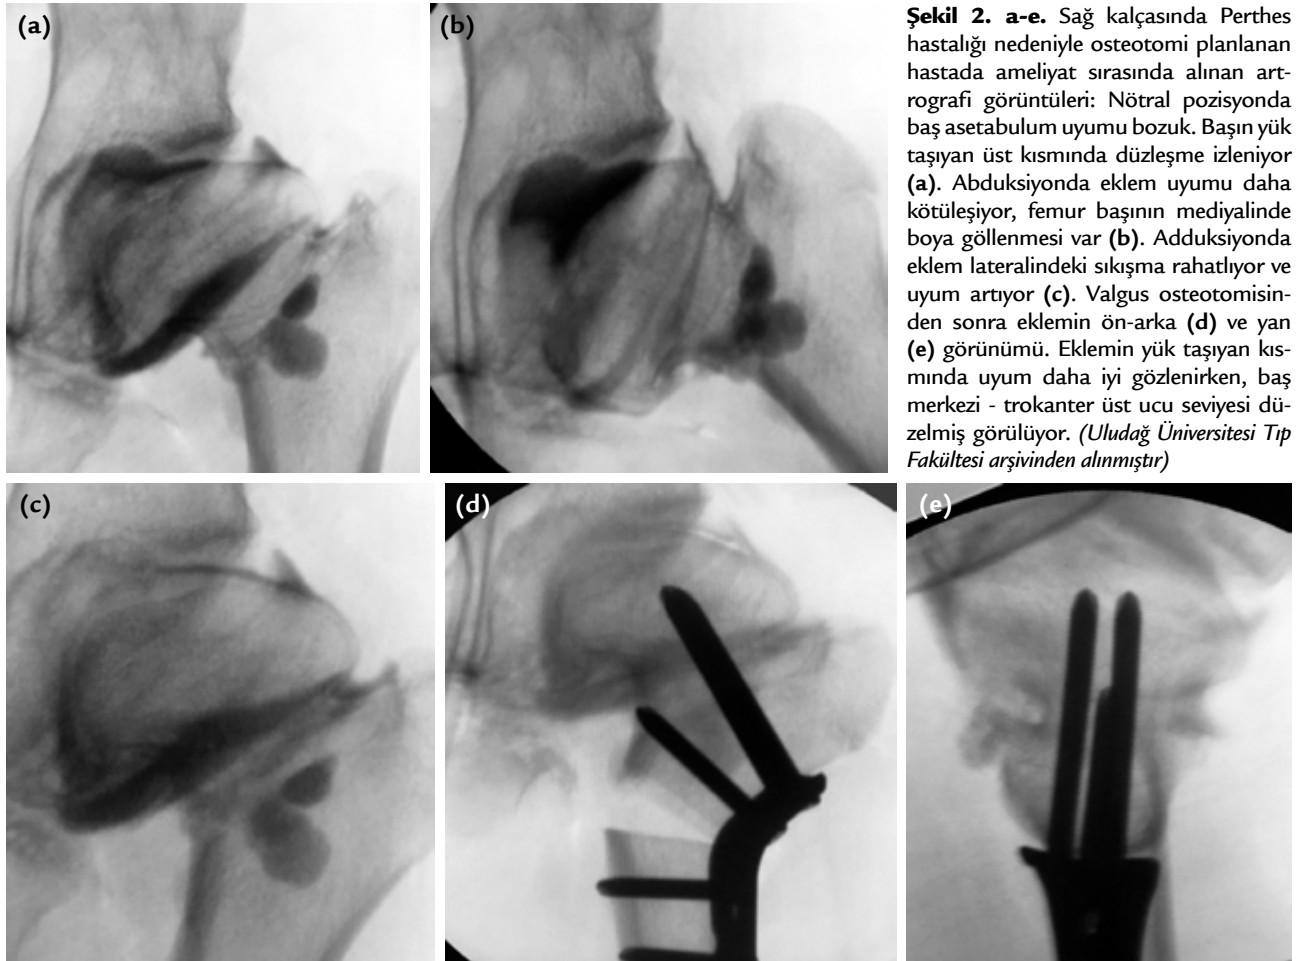 (a)
(b)
Şekil 2. a-e. Sağ kalçasında Perthes
hastalığı nedeniyle osteotomi planlanan
hastada ameliyat sırasında alınan art-
rografi görüntüleri: Nötral pozisyonda
baş asetabulum uyumu bozuk. Başın yük
taşıyan üst kısmında düzleşme izleniyor
(a). Abduksiyonda eklem uyumu daha
kötüleşiyor, femur başının mediyalinde
boya göllenmesi var (b). Adduksiyonda
eklem lateralindeki sıkışma rahatlıyor ve
uyum artıyor (c). Valgus osteotomisin-
den sonra eklemin ön-arka (d) ve yan
(e) görünümü. Eklemin yük taşıyan kıs-
mında uyum daha iyi gözlenirken, baş
merkezi - trokanter üst ucu seviyesi dü-
zelmiş görülüyor. (Uludağ Üniversitesi Tıp
Fakültesi arşivinden alınmıştır)
(c)
(d)
(e)